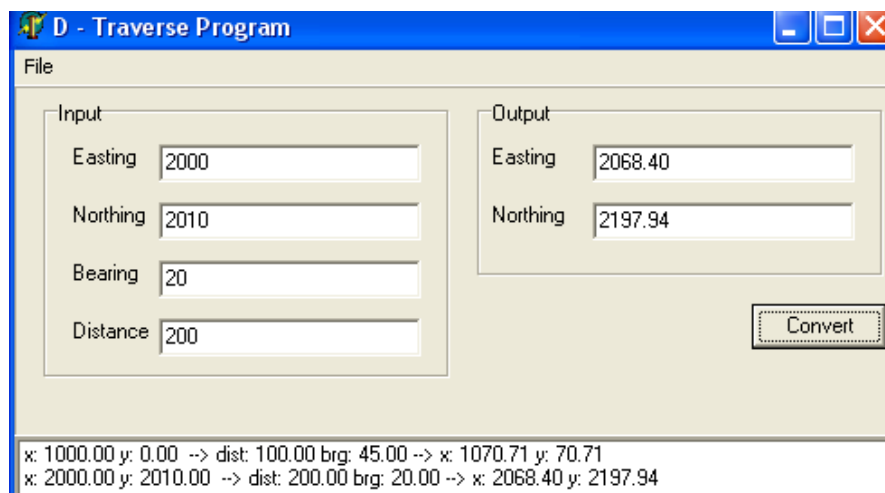 D - Traverse Program
File
Input
Easting 2000
Northing 2010
Bearing 20
Distance 200
Output
Easting 2068.40
Northing 2197.94
Convert
x: 1000.00 y: 0.00 --> dist: 100.00 brg: 45.00 --> x: 1070.71 y: 70.71
x: 2000.00 y: 2010.00 --> dist: 200.00 brg: 20.00 --> x: 2068.40 y: 2197.94